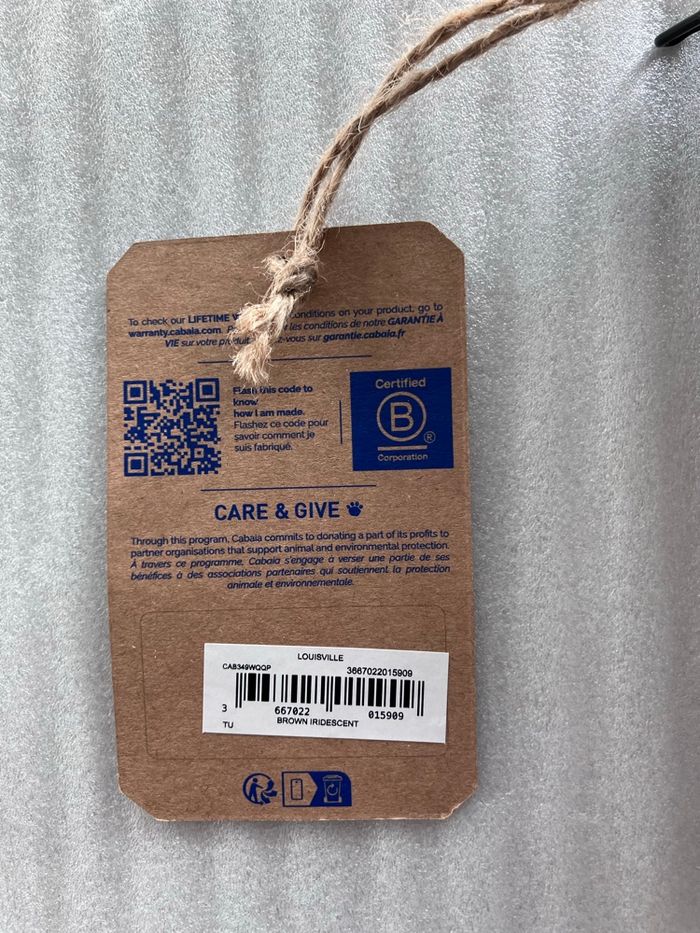 To check our LIFETIME conditions on your product, go to
warranty.cabaia.com. les conditions de notre GARANTIE À
VIE sur votre produit -vous sur garantie.cabaia.fr
Flash this code to
know
how I am made.
Flashez ce code pour
savoir comment je
suis fabriqué.
Certified
B
®
Corporation
CARE & GIVE
Through this program, Cabaia commits to donating a part of its profits to
partner organisations that support animal and environmental protection.
À travers ce programme, Cabaïa s'engage à verser une partie de ses
bénéfices à des associations partenaires qui soutiennent la protection
animale et environnementale.
LOUISVILLE
CAB349WQQP 3667022015909
3 667022 015909
TU BROWN IRIDESCENT